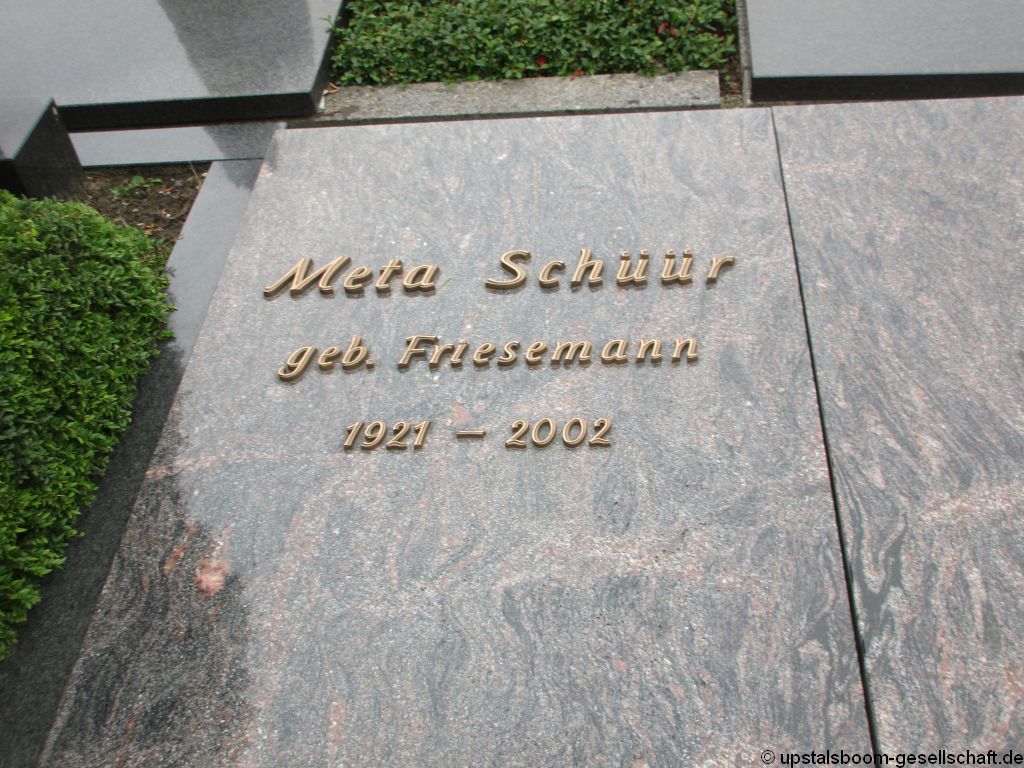 Meta Schüür
geb. Friesemann
1921 – 2002
© upstalsboom-gesellschaft.de